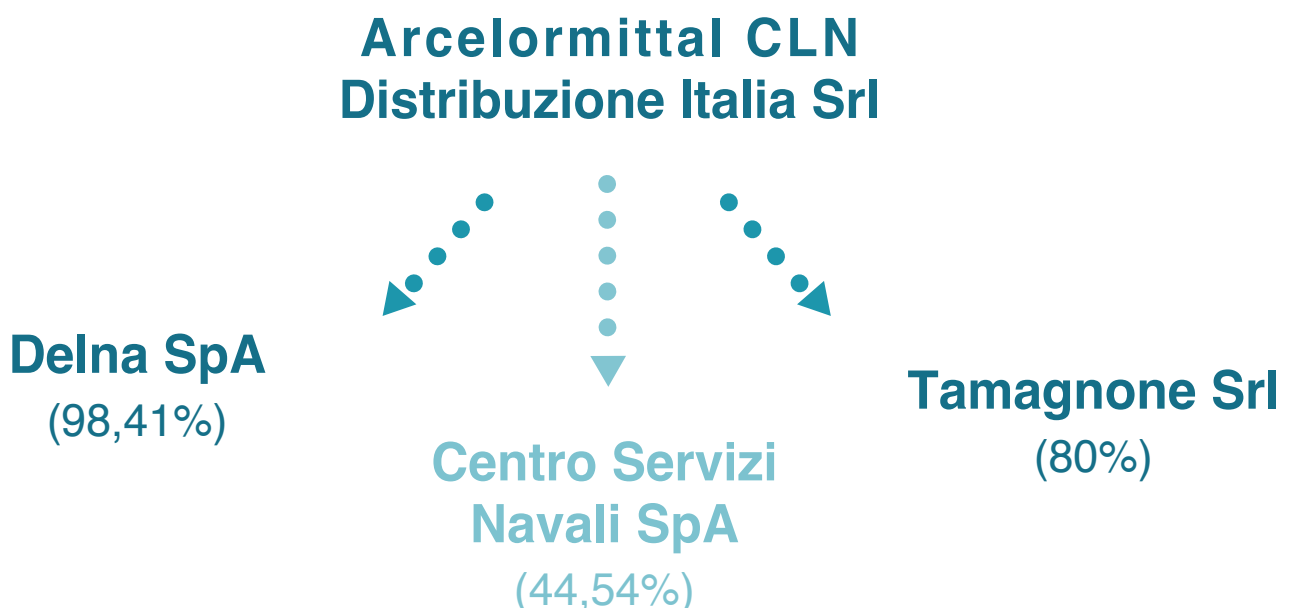 Arcelormittal CLN
Distribuzione Italia Srl
Delna SpA
(98,41%)
Centro Servizi
Navali SpA
(44,54%)
Tamagnone Srl
(80%)